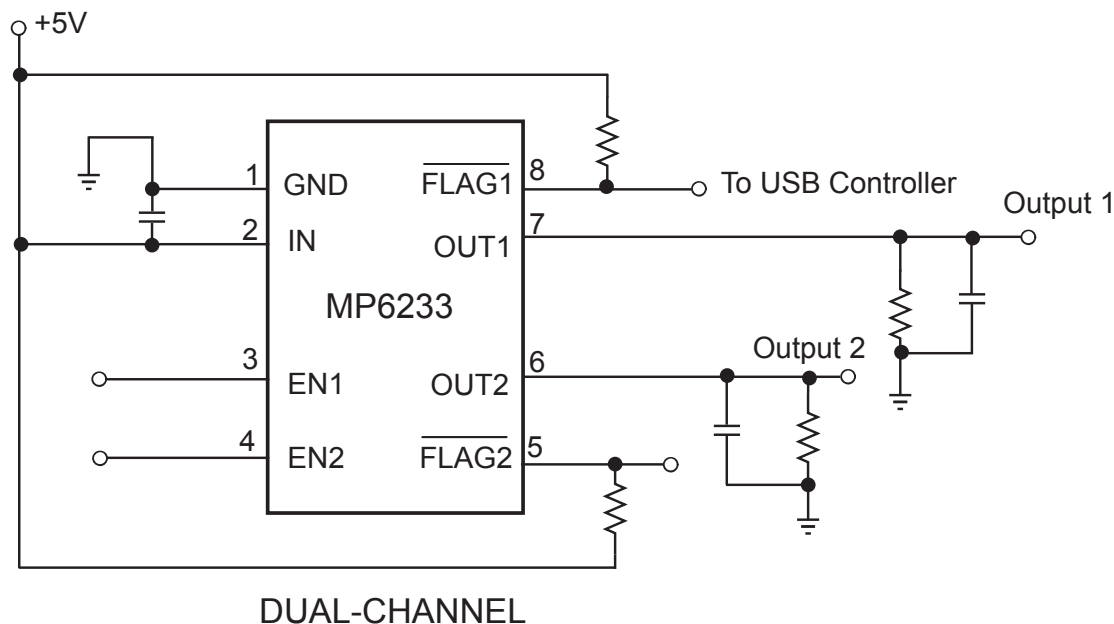 +5V
1
GND
FLAG1
8
To USB Controller
Output 1
2
IN
OUT1
7
MP6233
3
EN1
OUT2
6
Output 2
4
EN2
FLAG2
5
DUAL-CHANNEL